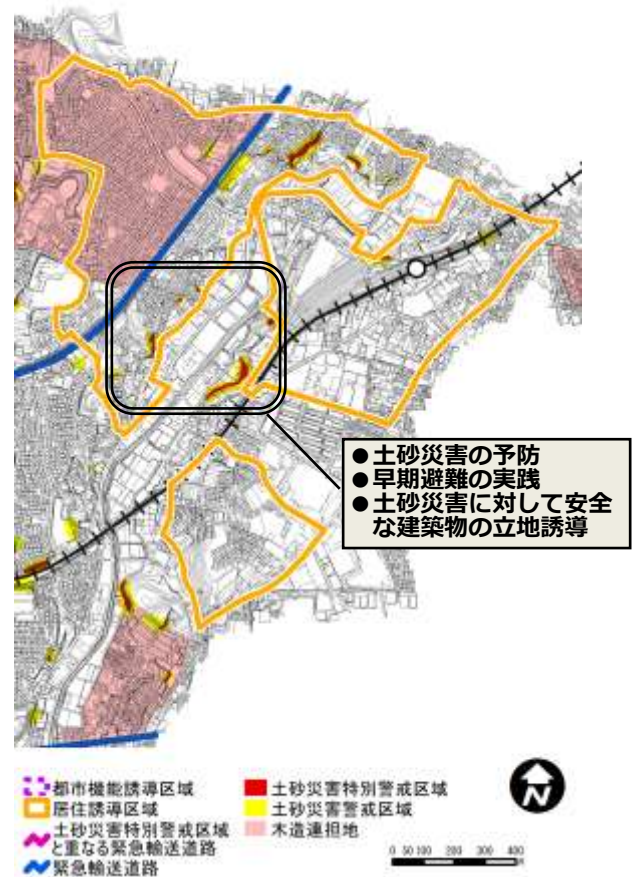 ●土砂災害の予防
●早期避難の実践
●土砂災害に対して安全
な建築物の立地誘導
都市機能誘導区域
居住誘導区域
土砂災害特別警戒区域
と重なる緊急輸送道路
緊急輸送道路
土砂災害特別警戒区域
土砂災害警戒区域
木造連担地
N
0 50 100 200 300 400